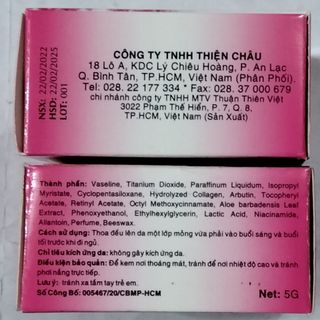 CÔNG TY TNHH THIỆN CHÂU
18 Lô A, KDC Lý Chiêu Hoàng, P. An Lạc
Q. Bình Tân, TP.HCM, Việt Nam (Phân Phối).
Tel: 028. 22 177 334 * Fax: 028. 37 000 679
chi nhánh công ty TNHH MTV Thuận Thiên Việt
3022 Phạm Thế Hiển, P. 7, Q. 8,
TP.HCM, Việt Nam (Sản Xuất)
NSX: 22/02/2022
HSD: 22/02/2025
LOT: 001
Thành phần: Vaseline, Titanium Dioxide, Paraffinum Liquidum, Isopropyl
Myristate, Cyclopentasiloxane, Hydrolyzed Collagen, Arbutin, Tocopheryl
Acetate, Retinyl Acetate, Octyl Methoxycinnamate, Aloe barbadensis Leaf
Extract, Phenoxyethanol, Ethylhexylglycerin, Lactic Acid, Niacinamide,
Allantoin, Perfume, Beeswax.
Cách sử dụng: Thoa đều lên da một lớp mỏng vừa phải vào buổi sáng và buổi
tối trước khi đi ngủ.
Chỉ tiêu kích ứng da: không gây kích ứng da.
Điều kiện bảo quản: Để kem nơi thoáng mát, tránh để nơi nhiệt độ cao và tránh
phơi nắng trực tiếp.
Lưu ý: tránh xa tầm tay trẻ em.
Số Công Bố: 005467/20/CBMP-HCM
Net: 5G